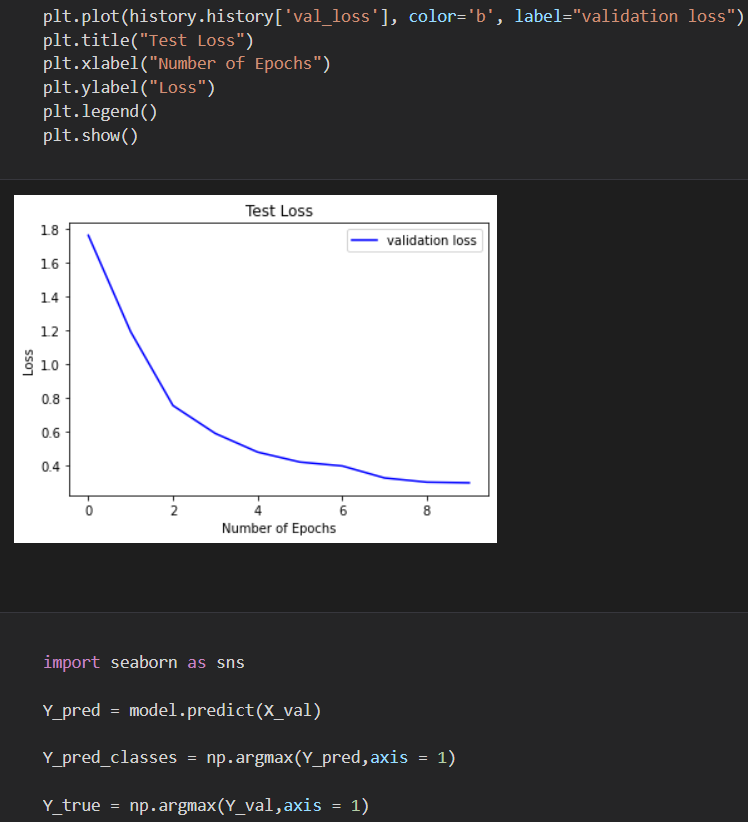 plt.plot(history.history['val_loss'], color='b', label="validation loss")
plt.title("Test Loss")
plt.xlabel("Number of Epochs")
plt.ylabel("Loss")
plt.legend()
plt.show()
Test Loss
validation loss
1.8
1.6
1.4
1.2
1.0
0.8
0.6
0.4
Loss
0 2 4 6 8
Number of Epochs
import seaborn as sns
Y_pred = model.predict(X_val)
Y_pred_classes = np.argmax(Y_pred,axis = 1)
Y_true = np.argmax(Y_val,axis = 1)